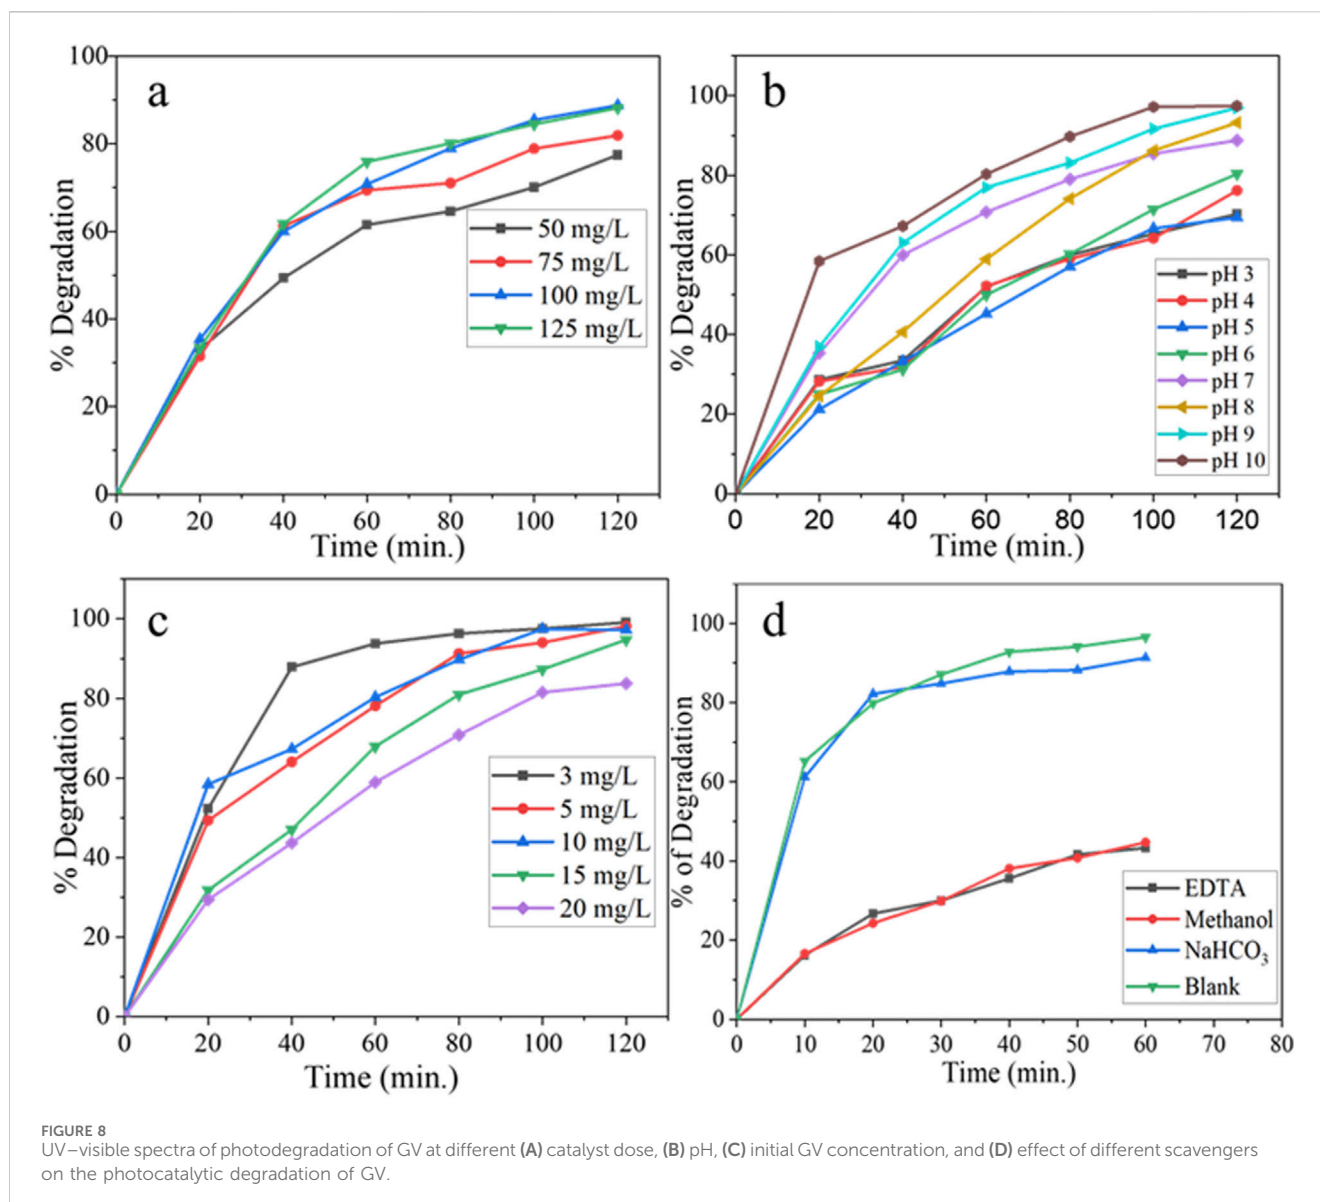 a
100
80
60
40
20
0
% Degradation
50 mg/L
75 mg/L
100 mg/L
125 mg/L
0 20 40 60 80 100 120
Time (min.)
b
100
80
60
40
20
0
% Degradation
pH 3
pH 4
pH 5
pH 6
pH 7
pH 8
pH 9
pH 10
0 20 40 60 80 100 120
Time (min.)
c
100
80
60
40
20
0
% Degradation
3 mg/L
5 mg/L
10 mg/L
15 mg/L
20 mg/L
0 20 40 60 80 100 120
Time (min.)
d
100
80
60
40
20
0
% of Degradation
EDTA
Methanol
NaHCO₃
Blank
0 10 20 30 40 50 60 70 80
Time (min.)
FIGURE 8
UV–visible spectra of photodegradation of GV at different (A) catalyst dose, (B) pH, (C) initial GV concentration, and (D) effect of different scavengers
on the photocatalytic degradation of GV.